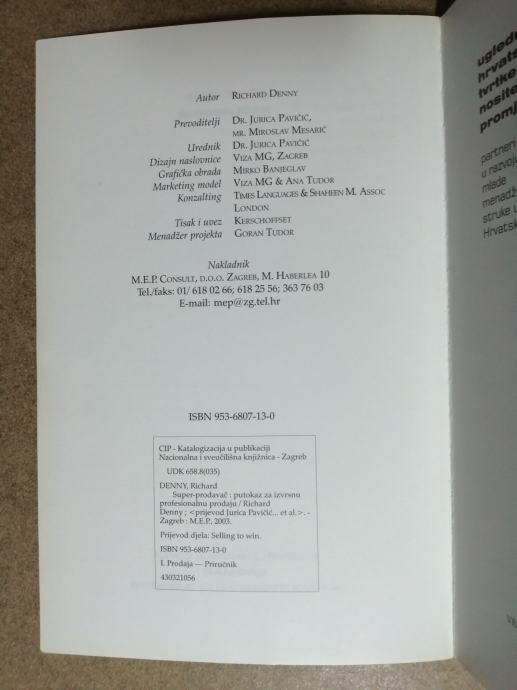 Autor RICHARD DENNY
Prevoditelji DR. JURICA PAVIČIĆ,
MR. MIROSLAV MESARIĆ
Urednik DR. JURICA PAVIČIĆ
Dizajn naslovnice VIZA MG, ZAGREB
Grafička obrada MIRKO BANJEGLAV
Marketing model VIZA MG & ANA TUDOR
Konzalting TIMES LANGUAGES & SHAHEEN M. ASSOC
LONDON
Tisak i uvez KERSCHOFFSET
Menadžer projekta GORAN TUDOR
Nakladnik
M.E.P. CONSULT, D.O.O. ZAGREB, M. HABERLEA 10
Tel./faks: 01/ 618 02 66; 618 25 56; 363 76 03
E-mail: mep@zg.tel.hr
ISBN 953-6807-13-0
CIP - Katalogizacija u publikaciji
Nacionalna i sveučilišna knjižnica - Zagreb
UDK 658.8(035)
DENNY, Richard
Super-prodavač : putokaz za izvrsnu
profesionalnu prodaju / Richard
Denny ; <prijevod Jurica Pavičić... et al.>. -
Zagreb : M.E.P., 2003.
Prijevod djela: Selling to win.
ISBN 953-6807-13-0
I. Prodaja — Priručnik
430321056
ugled
hrvats
tvrtke
nosite
promj
partner
u razvoju
mlade
menadž
struke u
Hrvatsk